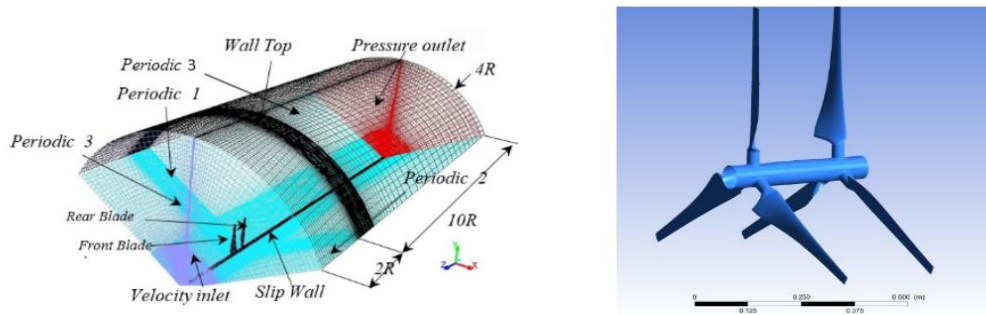 Wall Top
Pressure outlet
Periodic 3
4R
Periodic 1
Periodic 3
Periodic 2
Rear Blade
10R
Front Blade
2R
Velocity inlet
Slip Wall
Y
Z
X
0
0.250
0.500 (m)
0.125
0.375